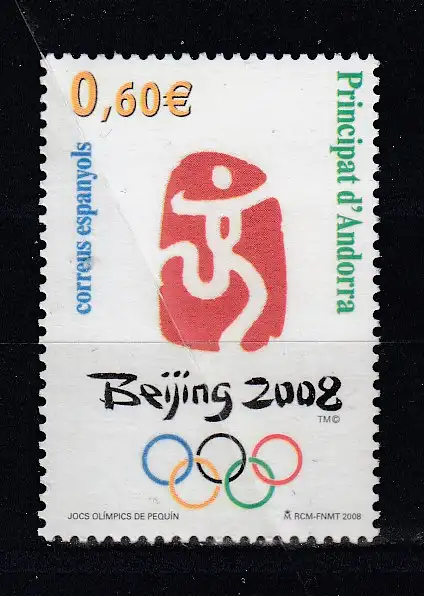 0,60€
Principat d'Andorra
correus espanyols
Beijing 2008
TM©
JOCS OLÍMPICS DE PEQUÍN
RCM-FNMT 2008